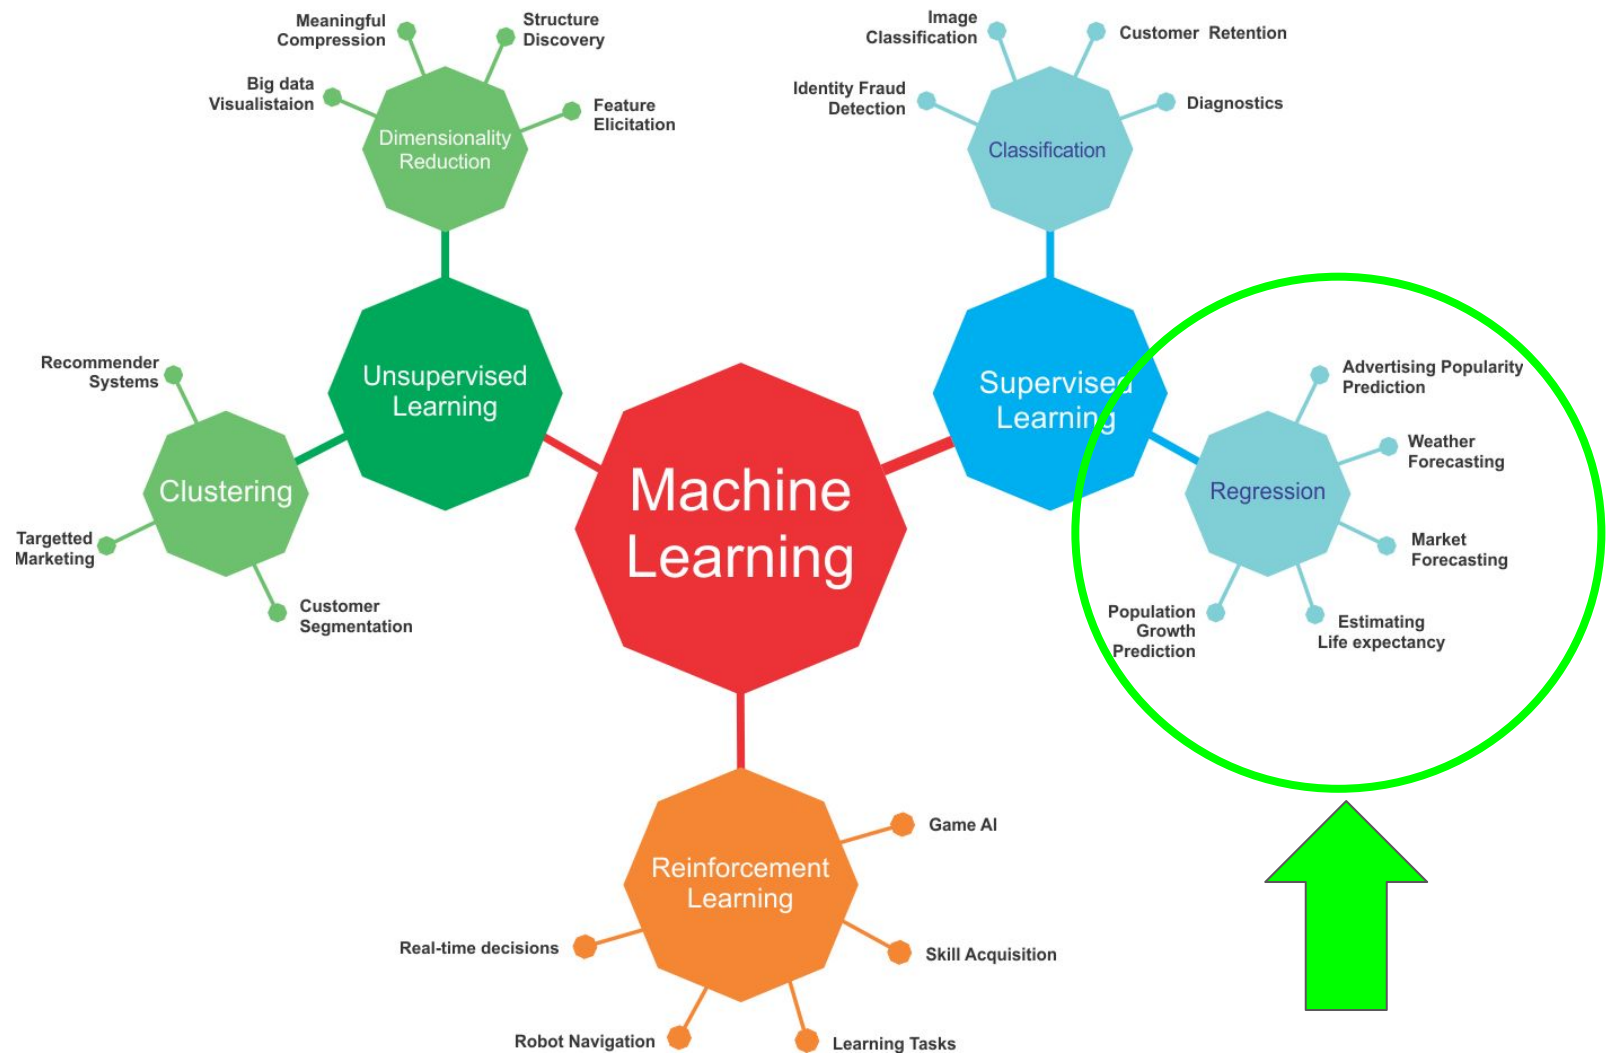 Meaningful
Compression
Structure
Discovery
Big data
Visualistaion
Feature
Elicitation
Dimensionality
Reduction
Image
Classification
Customer Retention
Identity Fraud
Detection
Diagnostics
Classification
Recommender
Systems
Unsupervised
Learning
Clustering
Targetted
Marketing
Customer
Segmentation
Machine
Learning
Supervised
Learning
Advertising Popularity
Prediction
Weather
Forecasting
Regression
Market
Forecasting
Population
Growth
Prediction
Estimating
Life expectancy
Reinforcement
Learning
Game AI
Real-time decisions
Skill Acquisition
Robot Navigation
Learning Tasks